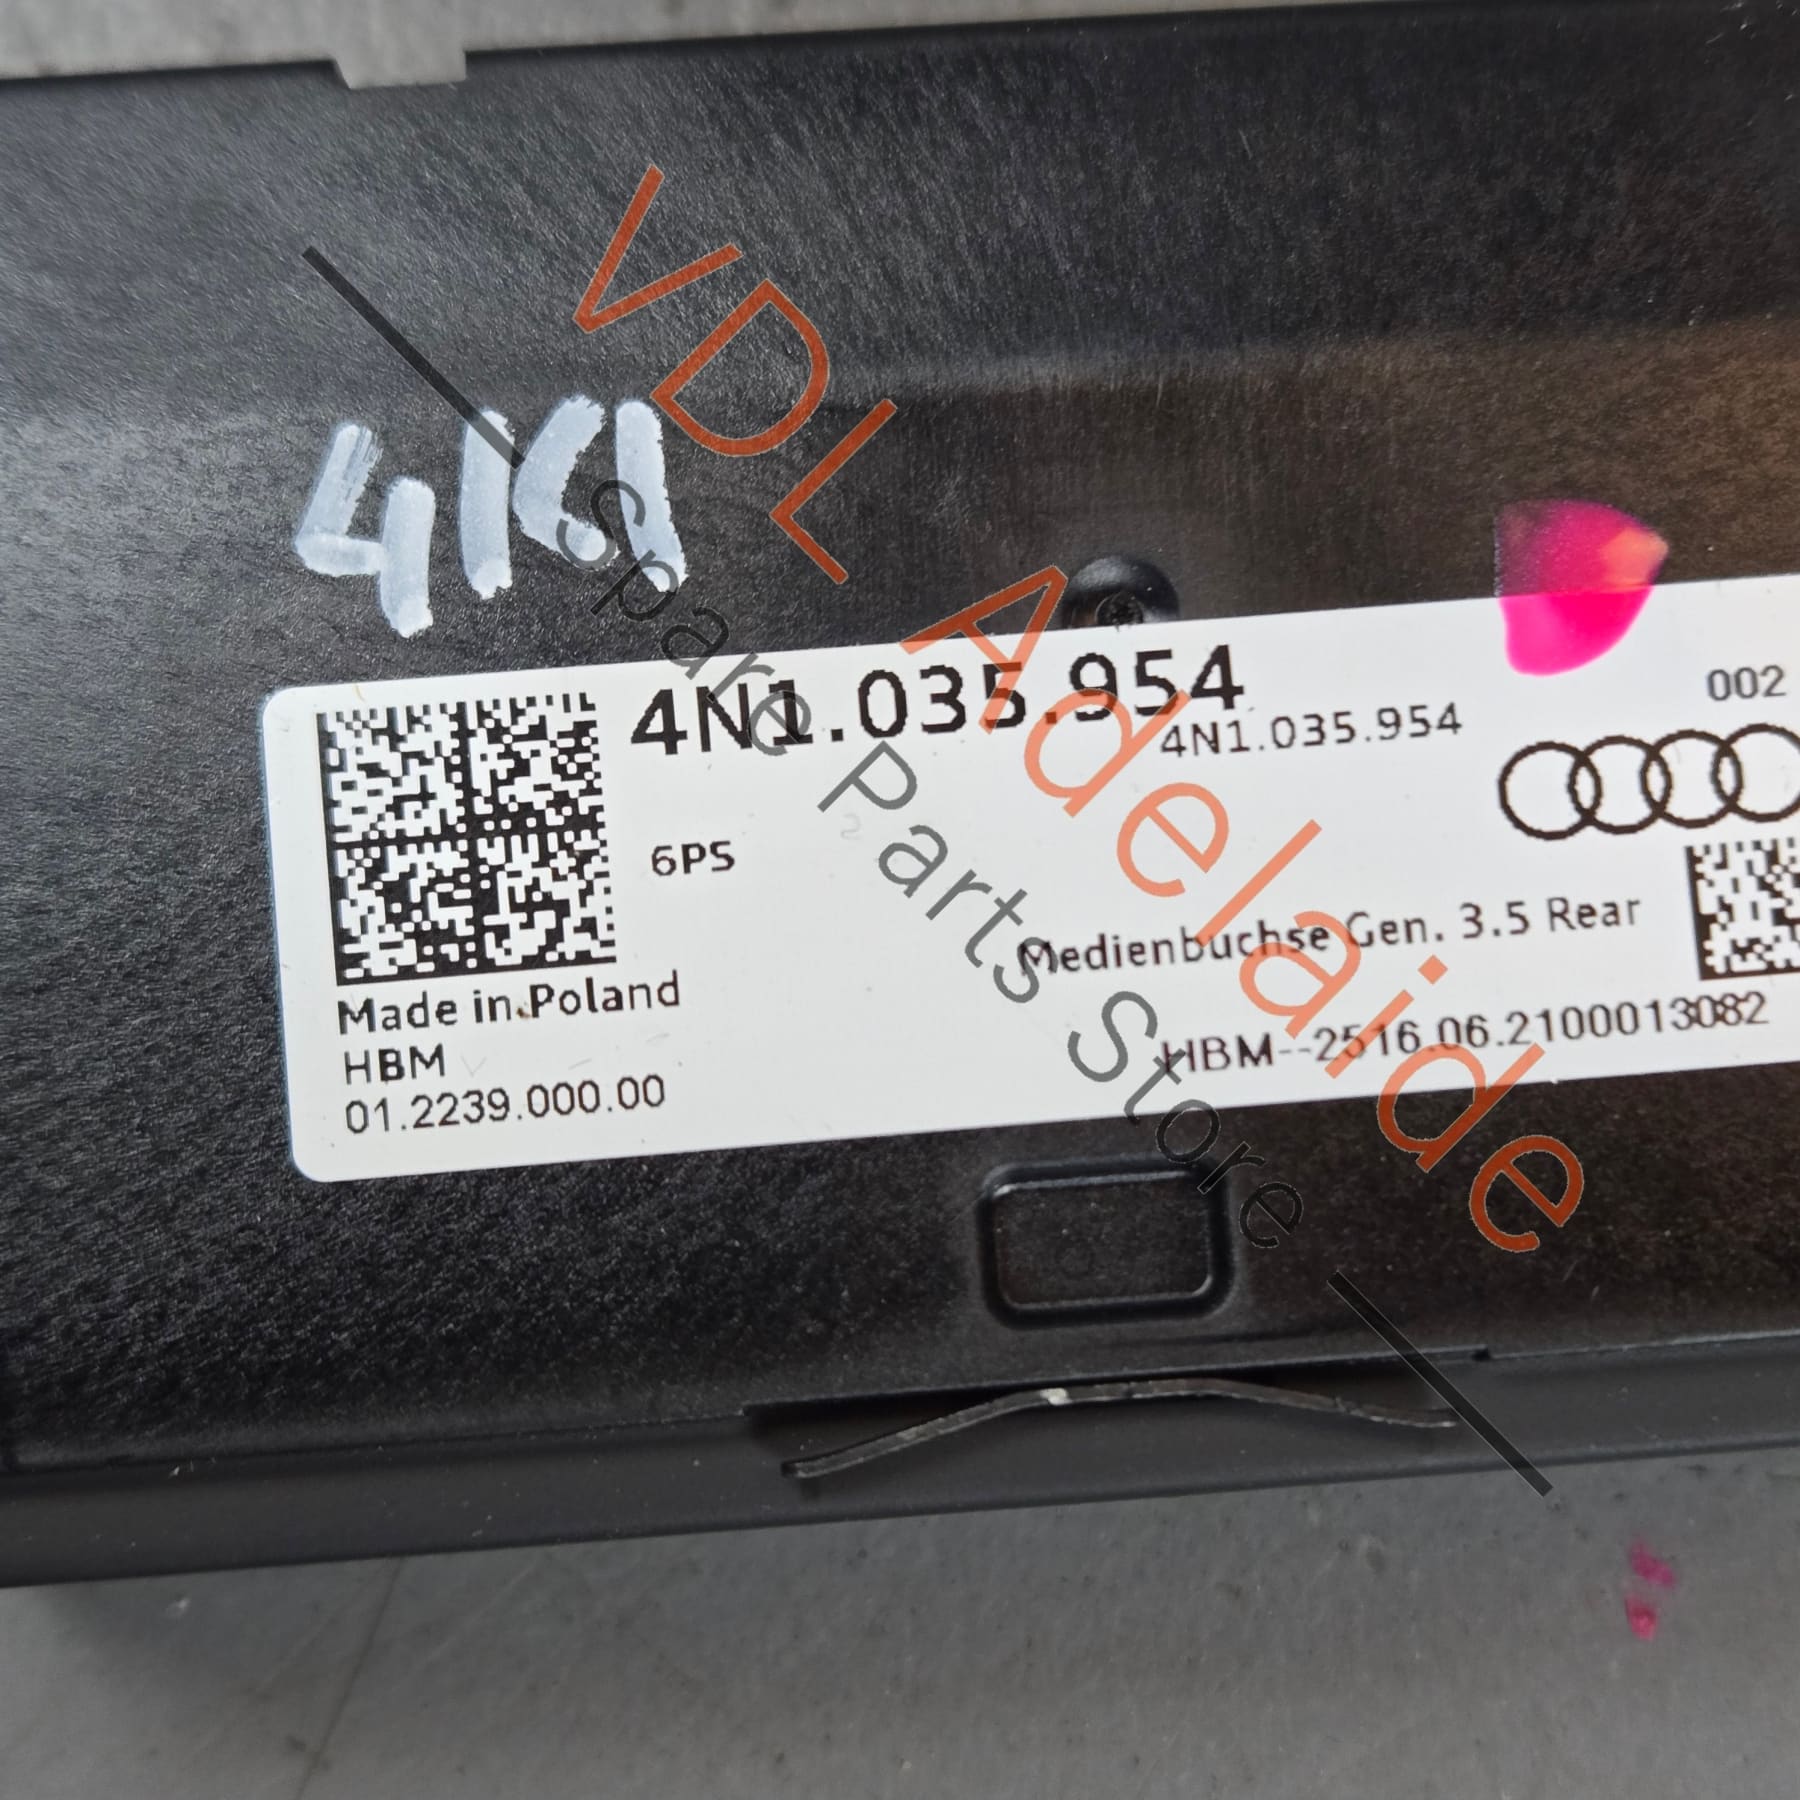 4K1
VDL Adelaide
Spare Parts Store
4N1.035.954
4N1.035.954
002
6PS
Medienbuchse Gen. 3.5 Rear
Made in Poland
HBM
01.2239.000.00
HBM--2516.06.2100013082